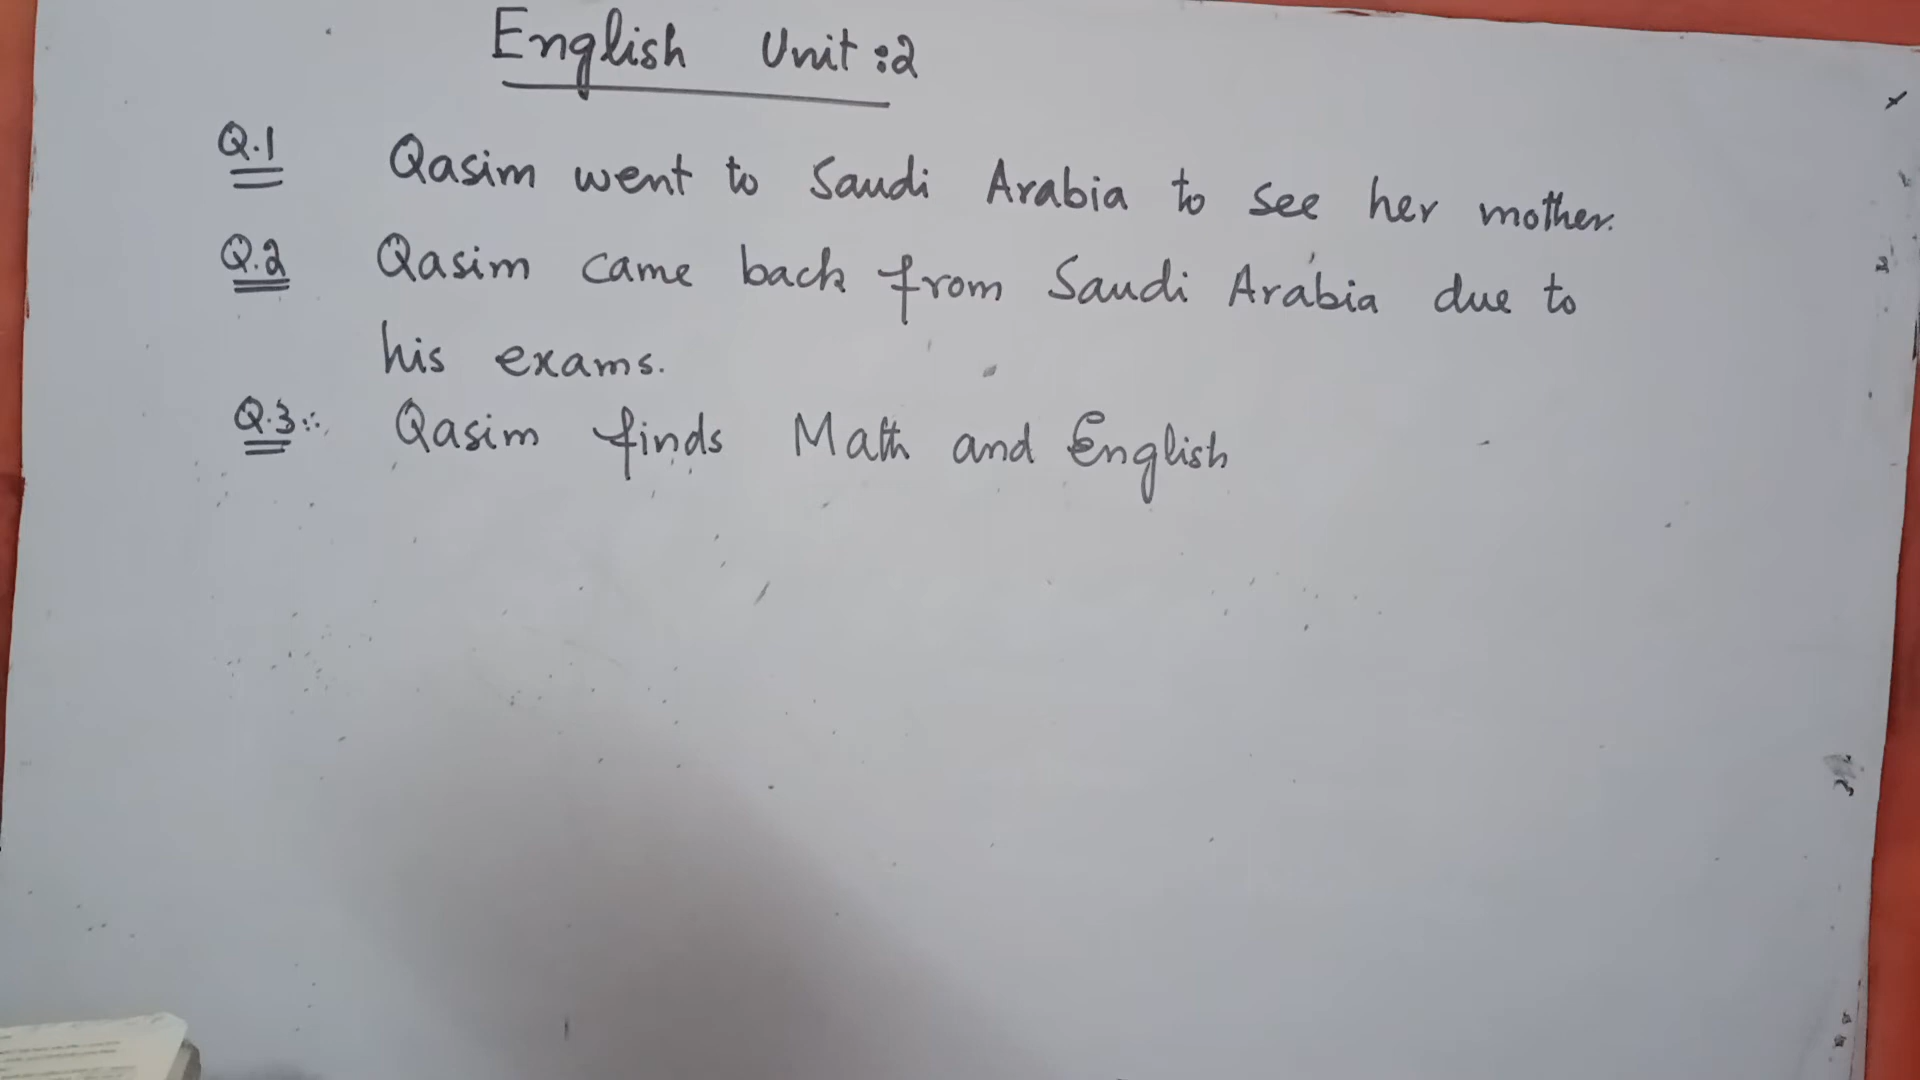 English Unit :2
Q.1 Qasim went to Saudi Arabia to see her mother.
Q.2 Qasim came back from Saudi Arabia due to
his exams.
Q.3:. Qasim finds Math and English